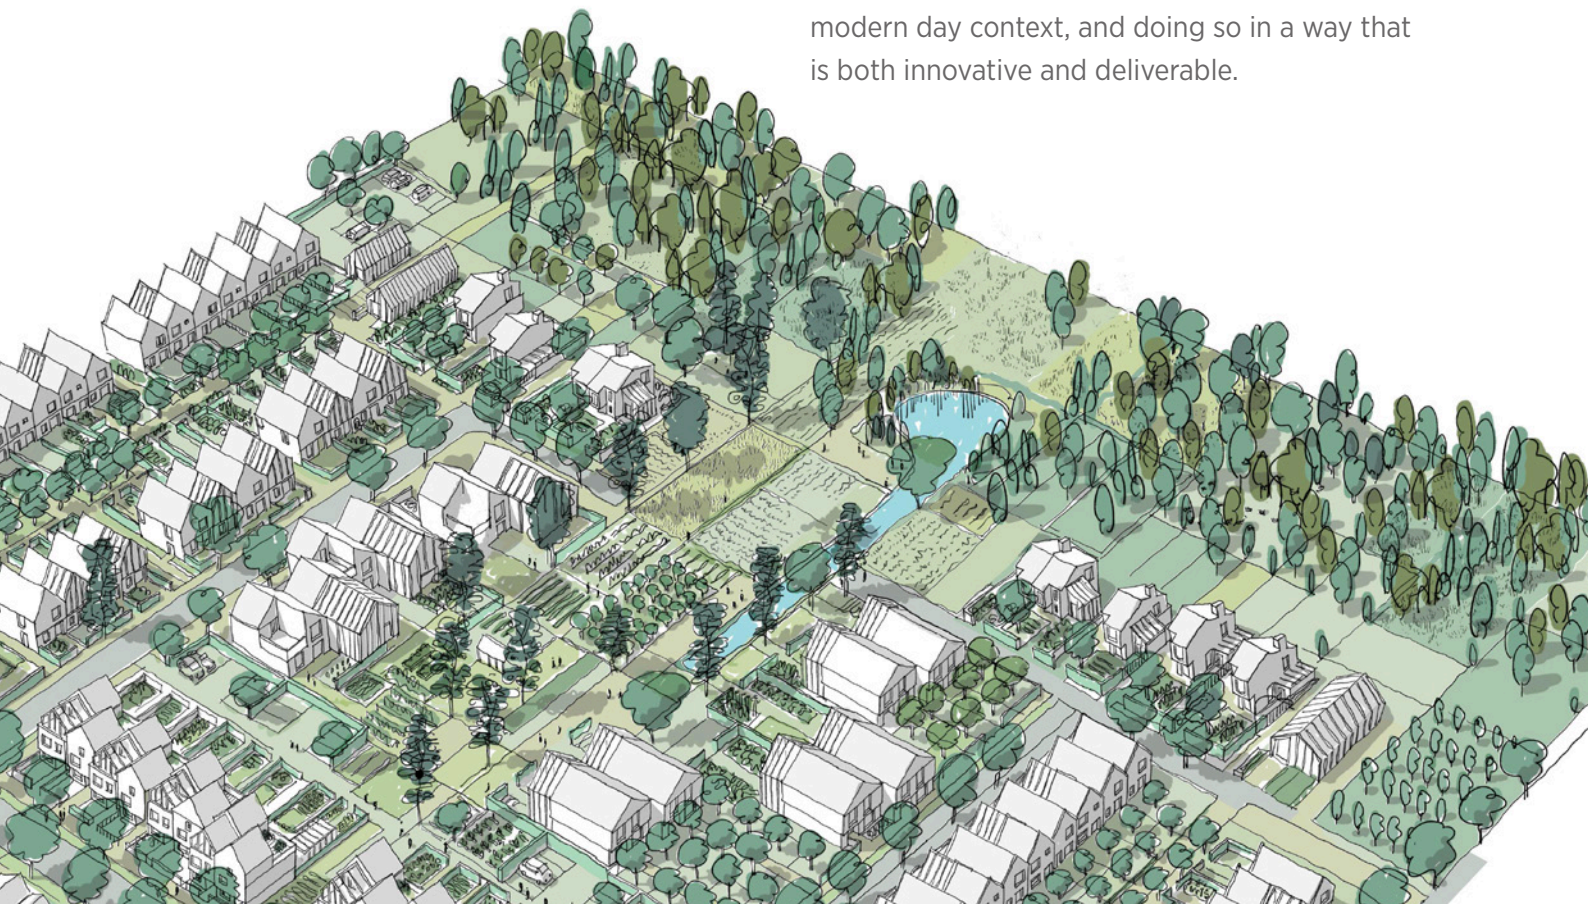 modern day context, and doing so in a way that
is both innovative and deliverable.